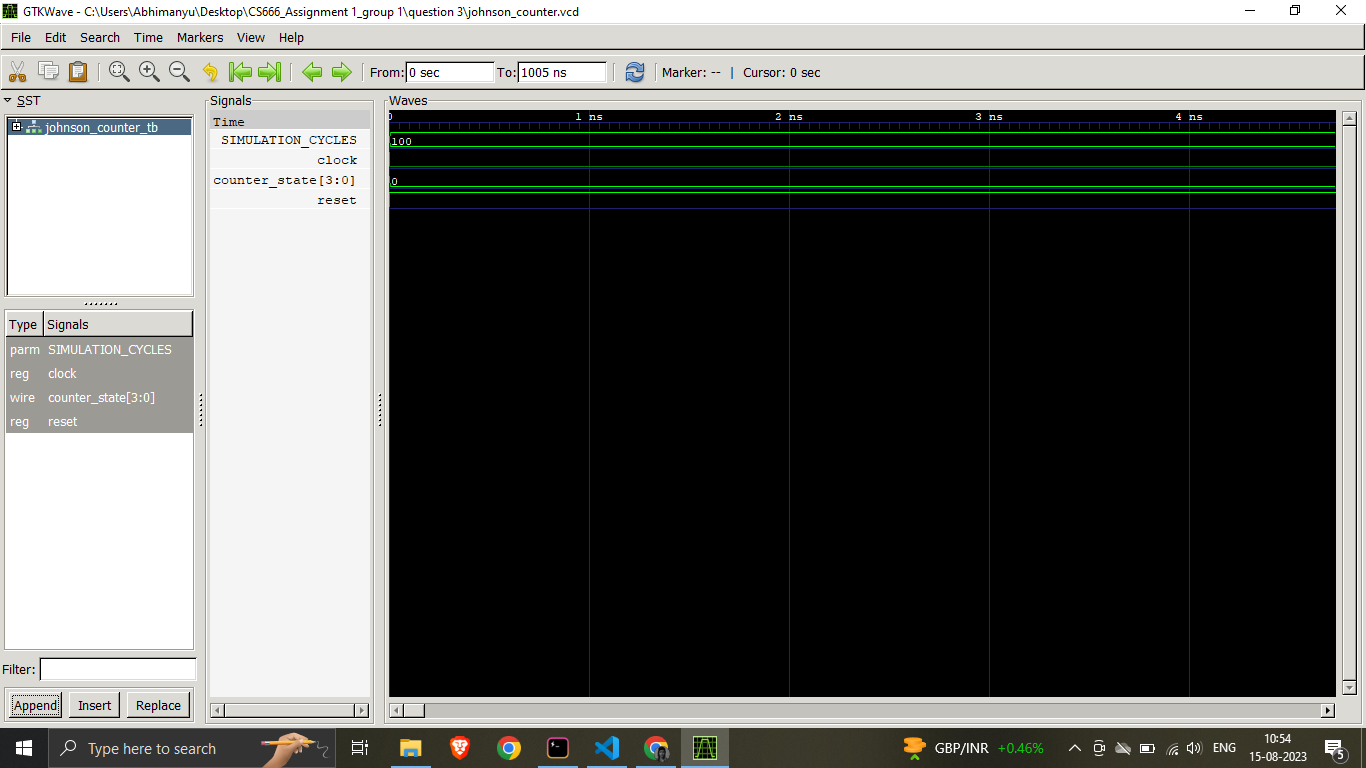 GTKWave - C:\Users\Abhimanyu\Desktop\CS666_Assignment 1_group 1\question 3\johnson_counter.vcd
File Edit Search Time Markers View Help
From: 0 sec To: 1005 ns Marker: -- | Cursor: 0 sec
SST
johnson_counter_tb
Type Signals
parm SIMULATION_CYCLES
reg clock
wire counter_state[3:0]
reg reset
Filter:
Append Insert Replace
Signals
Time
SIMULATION_CYCLES
clock
counter_state[3:0]
reset
Waves
0 1 ns 2 ns 3 ns 4 ns
100
0
Type here to search
GBP/INR +0.46%
ENG
10:54
15-08-2023
5